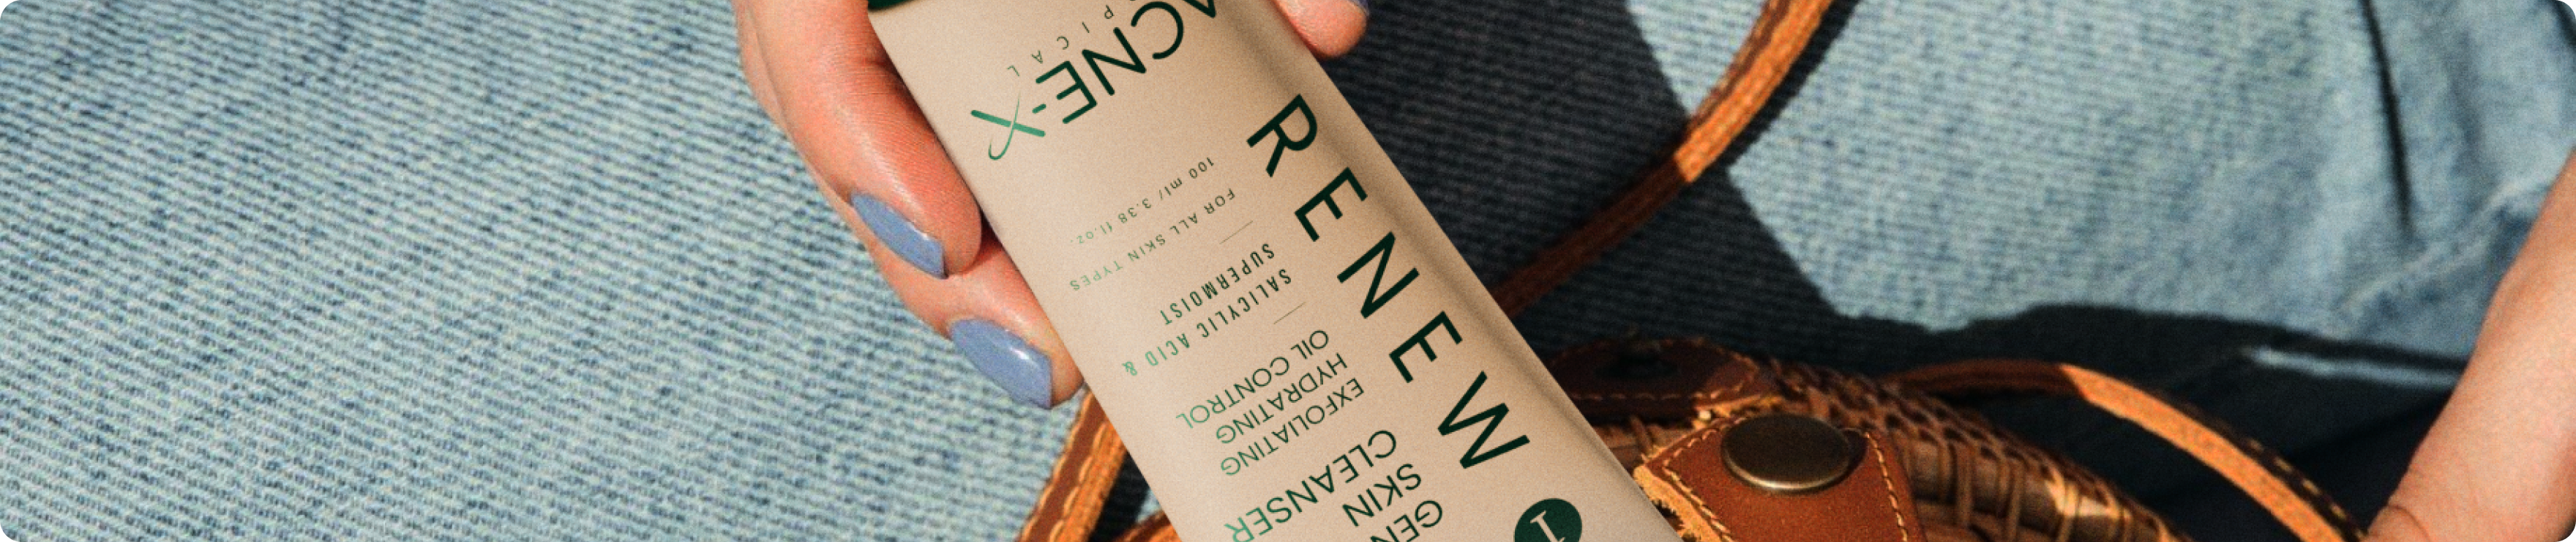 1
RENEW
GEN
SKIN
CLEANSER
EXFOLIATING
HYDRATING
OIL CONTROL
SALICYLIC ACID &
SUPERMOIST
FOR ALL SKIN TYPES
100 ml/ 3.38 fl.oz.
ACNE-X
PICAL